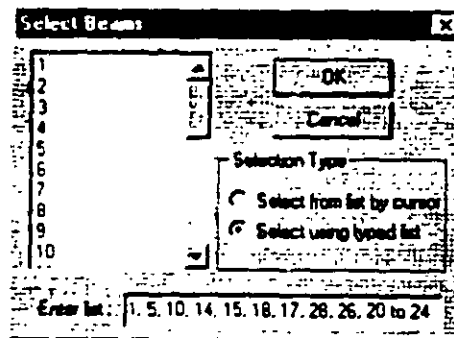 Select Beams
1
2
3
4
5
6
7
8
9
10
OK
Cancel
Selection Type
Select from list by cursor
Select using typed list
Enter list : 1, 5, 10, 14, 15, 18, 17, 28, 26, 20 to 24